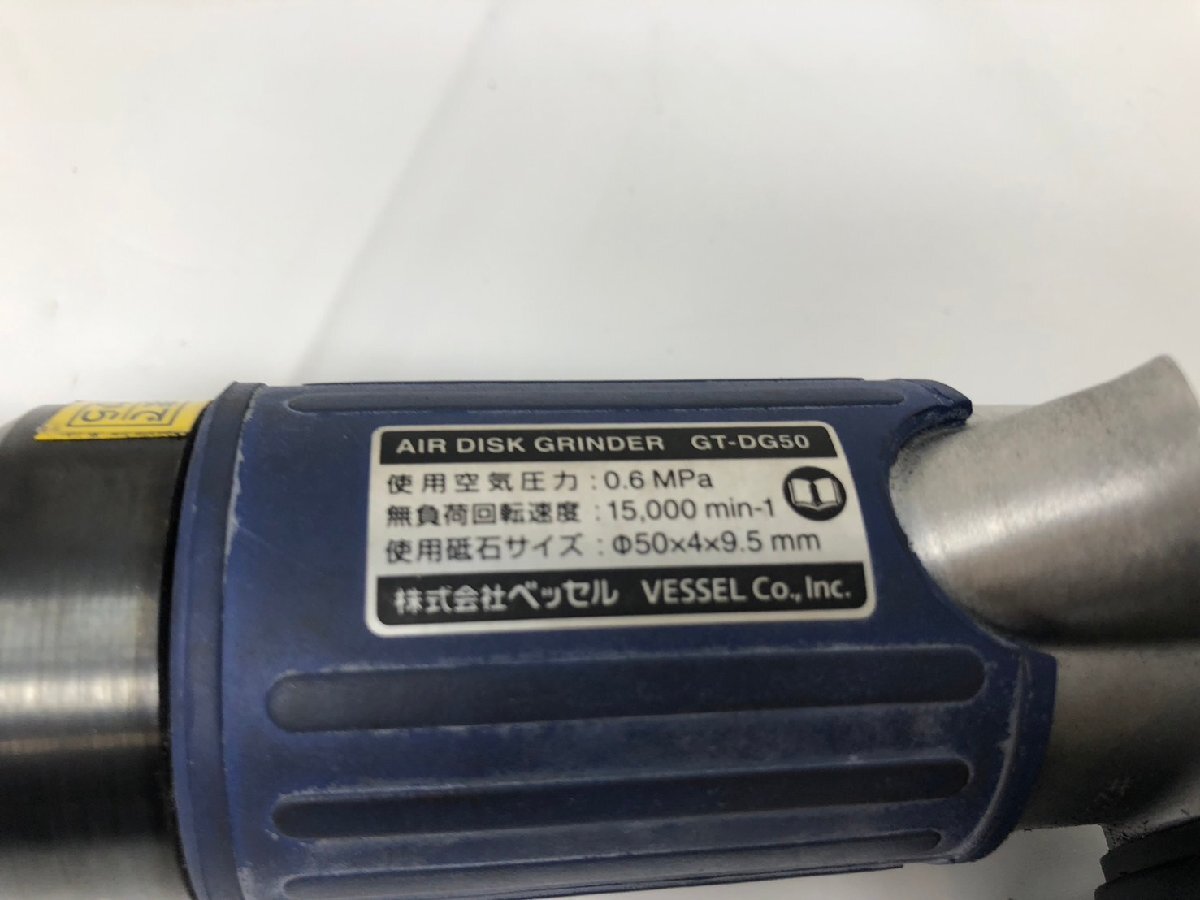 AIR DISK GRINDER GT-DG50
使用空気圧力：0.6 MPa
無負荷回転速度：15,000 min-1
使用砥石サイズ：Φ50×4×9.5 mm
株式会社ベッセル VESSEL Co., Inc.